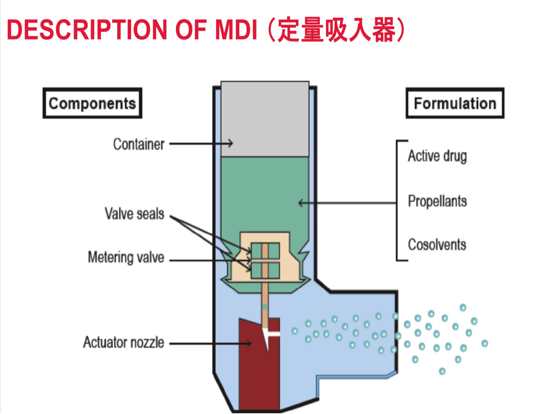 DESCRIPTION OF MDI（定量吸入器）
Components
Formulation
Container
Active drug
Propellants
Valve seals
Cosolvents
Metering valve
Actuator nozzle